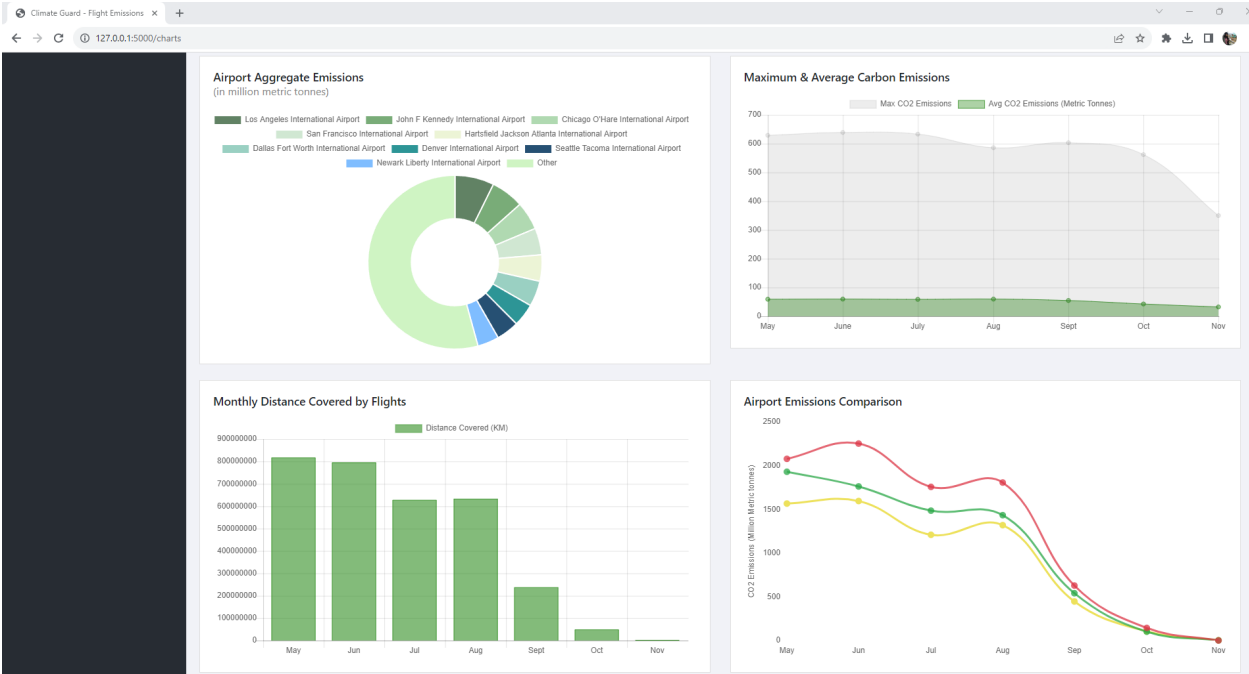 Climate Guard - Flight Emissions
127.0.0.1:5000/charts
Airport Aggregate Emissions
(in million metric tonnes)
Los Angeles International Airport John F Kennedy International Airport Chicago O'Hare International Airport
San Francisco International Airport Hartsfield Jackson Atlanta International Airport
Dallas Fort Worth International Airport Denver International Airport Seattle Tacoma International Airport
Newark Liberty International Airport Other
Maximum & Average Carbon Emissions
Max CO2 Emissions Avg CO2 Emissions (Metric Tonnes)
700
600
500
400
300
200
100
0
May June July Aug Sept Oct Nov
Monthly Distance Covered by Flights
Distance Covered (KM)
900000000
800000000
700000000
600000000
500000000
400000000
300000000
200000000
100000000
0
May Jun Jul Aug Sept Oct Nov
Airport Emissions Comparison
CO2 Emissions (Million Metric tonnes)
2500
2000
1500
1000
500
0
May Jun Jul Aug Sep Oct Nov